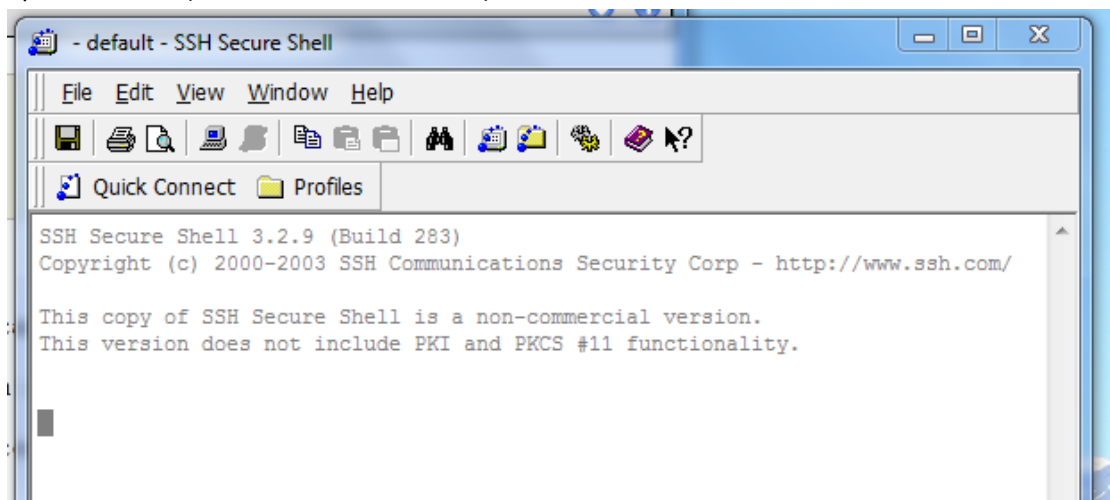 - default - SSH Secure Shell
File Edit View Window Help
Quick Connect Profiles
SSH Secure Shell 3.2.9 (Build 283)
Copyright (c) 2000-2003 SSH Communications Security Corp - http://www.ssh.com/
This copy of SSH Secure Shell is a non-commercial version.
This version does not include PKI and PKCS #11 functionality.